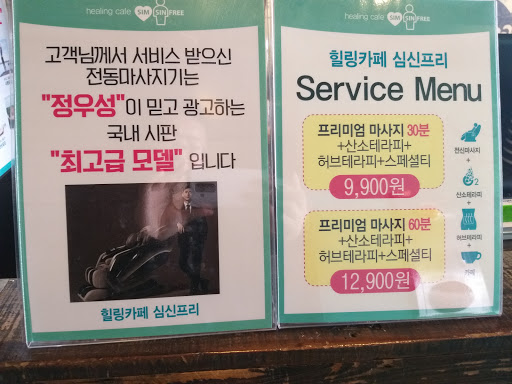 healing cafe SIM SIN FREE
고객님께서 서비스 받으신
전동마사지기는
"정우성"이 믿고 광고하는
국내 시판
"최고급 모델" 입니다
힐링카페 심신프리
healing cafe SIM SIN FREE
힐링카페 심신프리
Service Menu
프리미엄 마사지 30분
+산소테라피+
허브테라피+스페셜티
9,900원
프리미엄 마사지 60분
+산소테라피+
허브테라피+스페셜티
12,900원
전신마사지
+
O2
산소테라피
+
허브테라피
+
카페